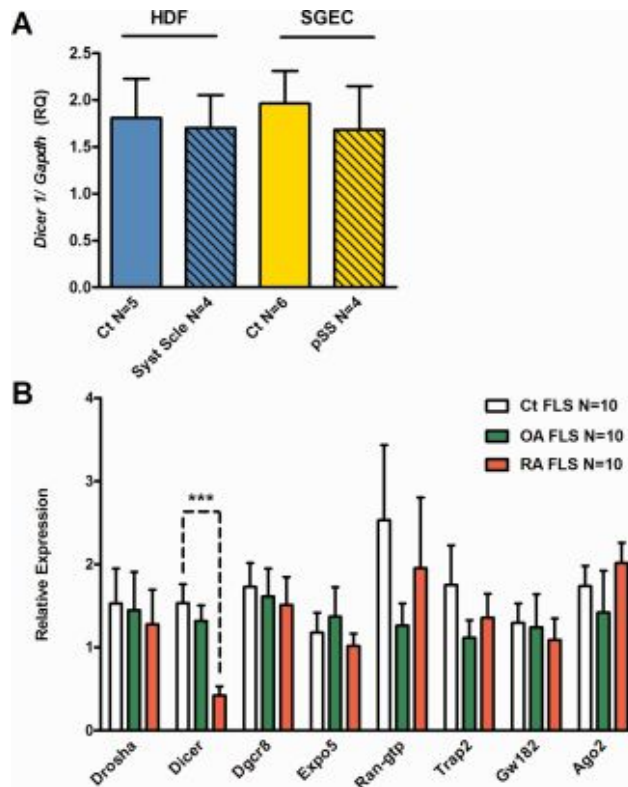 A
HDF SGEC
Dicer 1/ Gapdh (RQ)
2.5
2.0
1.5
1.0
0.5
0.0
Ct N=5
Syst Scle N=4
Ct N=6
pSS N=4
B
Ct FLS N=10
OA FLS N=10
RA FLS N=10
Relative Expression
4
3
2
1
0
***
Drosha
Dicer
Dgcr8
Expo5
Ran-gtp
Trap2
Gw182
Ago2